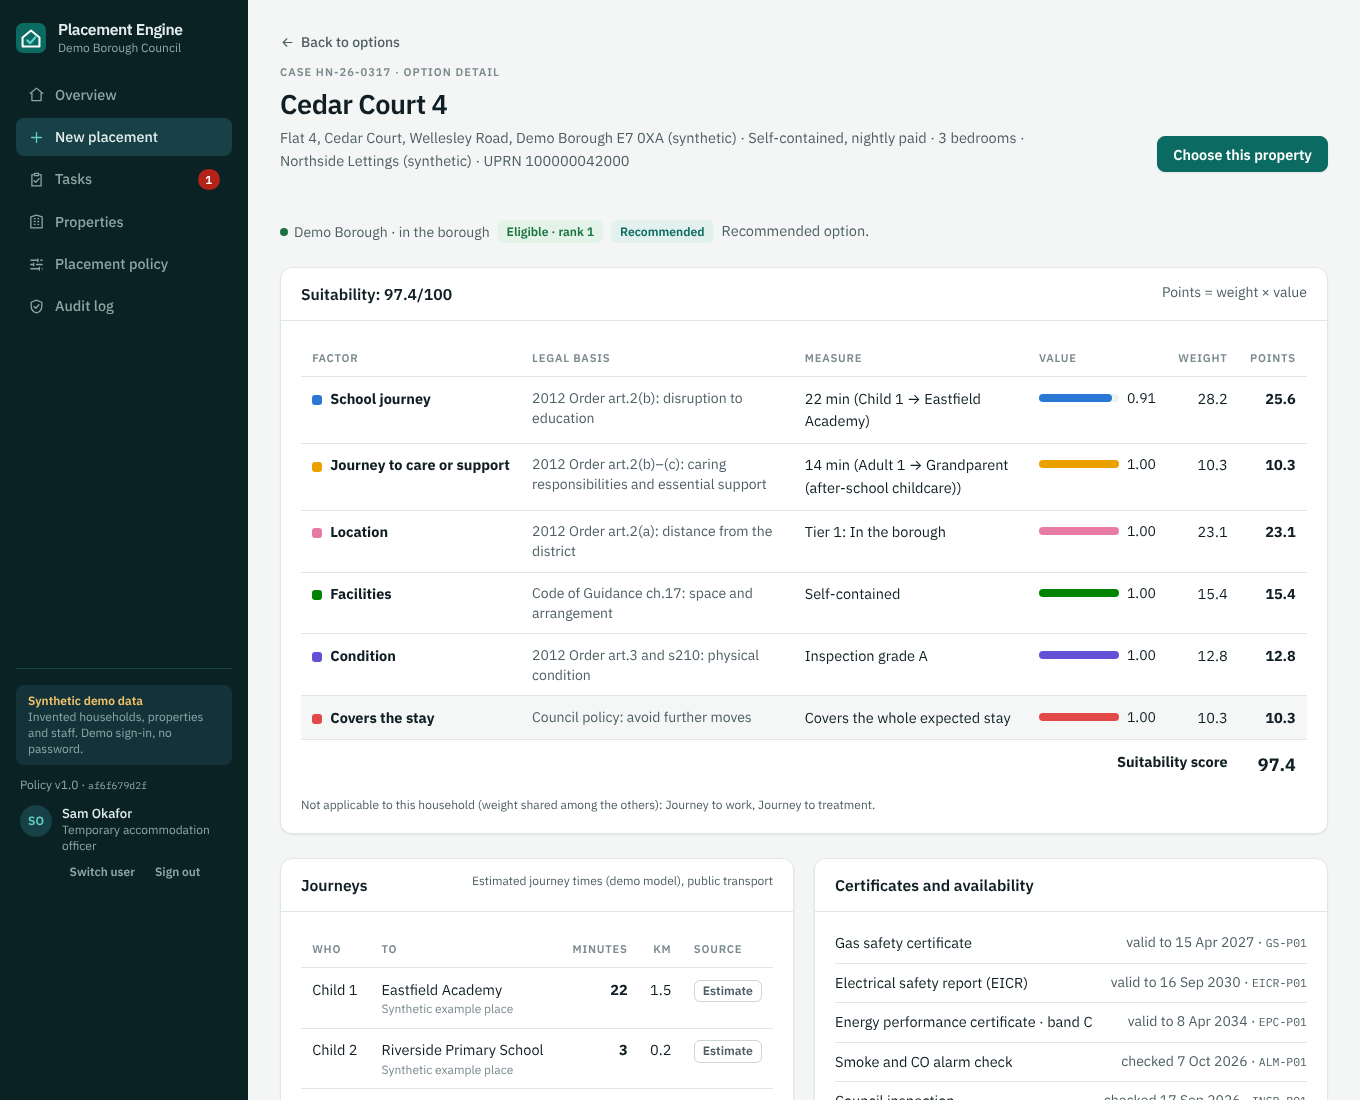 Placement Engine
Demo Borough Council
Overview
New placement
Tasks
1
Properties
Placement policy
Audit log
Synthetic demo data
Invented households, properties
and staff. Demo sign-in, no
password.
Policy v1.0 · af6f679d2f
SO
Sam Okafor
Temporary accommodation
officer
Switch user Sign out
← Back to options
CASE HN-26-0317 · OPTION DETAIL
Cedar Court 4
Flat 4, Cedar Court, Wellesley Road, Demo Borough E7 0XA (synthetic) · Self-contained, nightly paid · 3 bedrooms ·
Northside Lettings (synthetic) · UPRN 100000042000
Choose this property
Demo Borough · in the borough Eligible · rank 1 Recommended Recommended option.
Suitability: 97.4/100 Points = weight × value
FACTOR LEGAL BASIS MEASURE VALUE WEIGHT POINTS
School journey 2012 Order art.2(b): disruption to 22 min (Child 1 → Eastfield 0.91 28.2 25.6
education Academy)
Journey to care or support 2012 Order art.2(b)–(c): caring 14 min (Adult 1 → Grandparent 1.00 10.3 10.3
responsibilities and essential support (after-school childcare))
Location 2012 Order art.2(a): distance from the Tier 1: In the borough 1.00 23.1 23.1
district
Facilities Code of Guidance ch.17: space and Self-contained 1.00 15.4 15.4
arrangement
Condition 2012 Order art.3 and s210: physical Inspection grade A 1.00 12.8 12.8
condition
Covers the stay Council policy: avoid further moves Covers the whole expected stay 1.00 10.3 10.3
Suitability score 97.4
Not applicable to this household (weight shared among the others): Journey to work, Journey to treatment.
Journeys Estimated journey times (demo model), public transport
WHO TO MINUTES KM SOURCE
Child 1 Eastfield Academy 22 1.5 Estimate
Synthetic example place
Child 2 Riverside Primary School 3 0.2 Estimate
Synthetic example place
Certificates and availability
Gas safety certificate valid to 15 Apr 2027 · GS-P01
Electrical safety report (EICR) valid to 16 Sep 2030 · EICR-P01
Energy performance certificate · band C valid to 8 Apr 2034 · EPC-P01
Smoke and CO alarm check checked 7 Oct 2026 · ALM-P01
Council inspection checked 17 Sep 2026 · INSP-P01